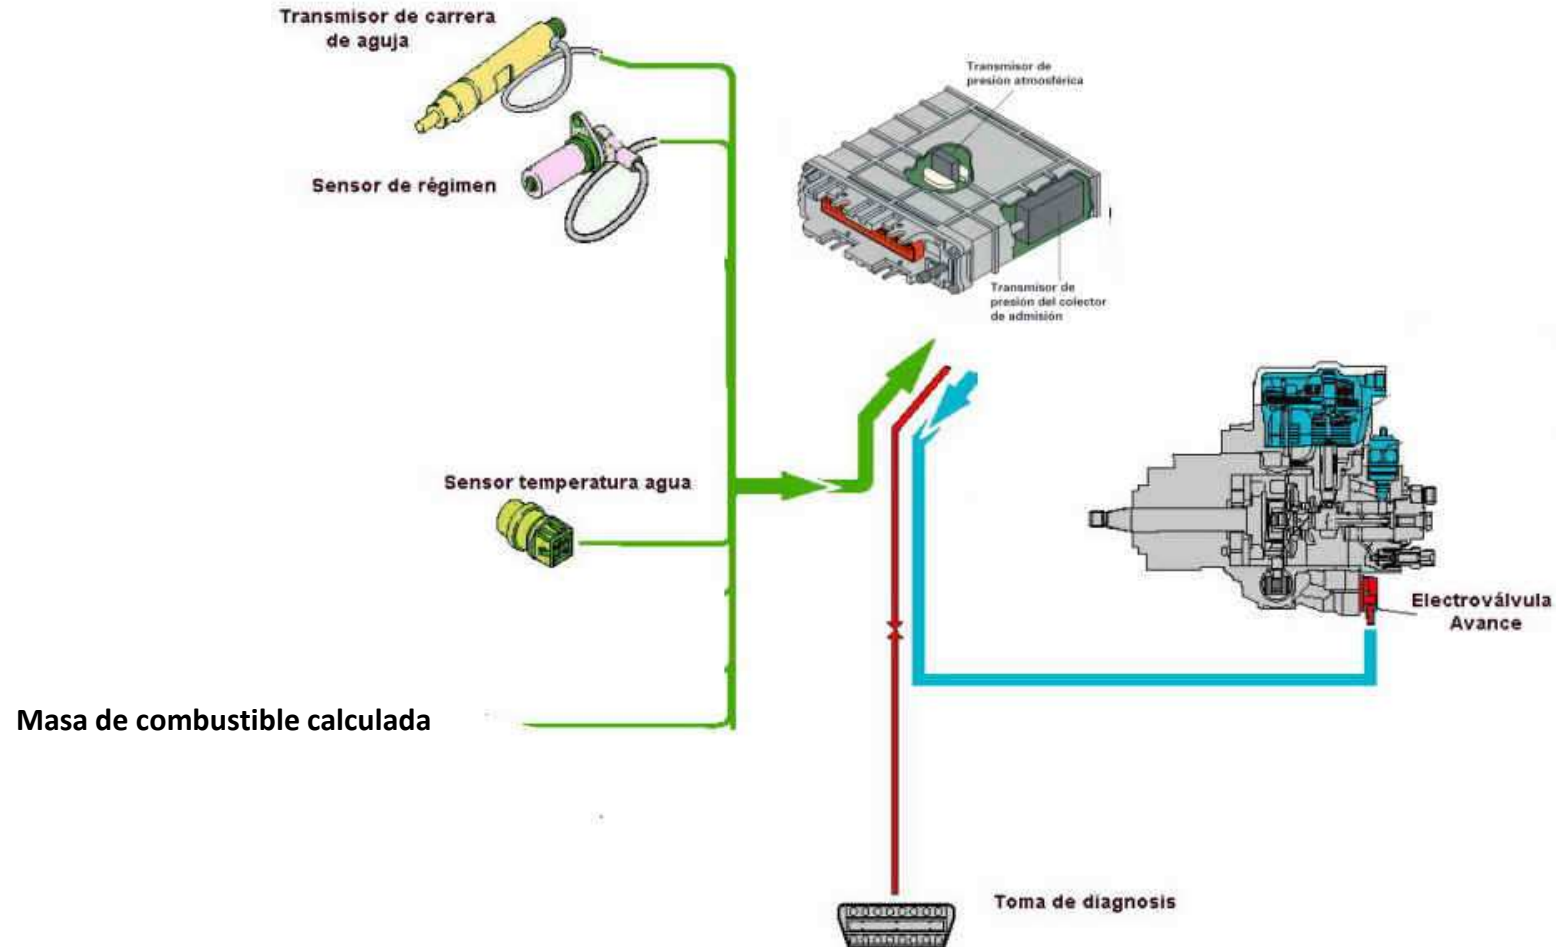 Transmisor de carrera
de aguja
Transmisor de
presión atmosférica
Sensor de régimen
Transmisor de
presión del colector
de admisión
Sensor temperatura agua
Electroválvula
Avance
Masa de combustible calculada
Toma de diagnosis